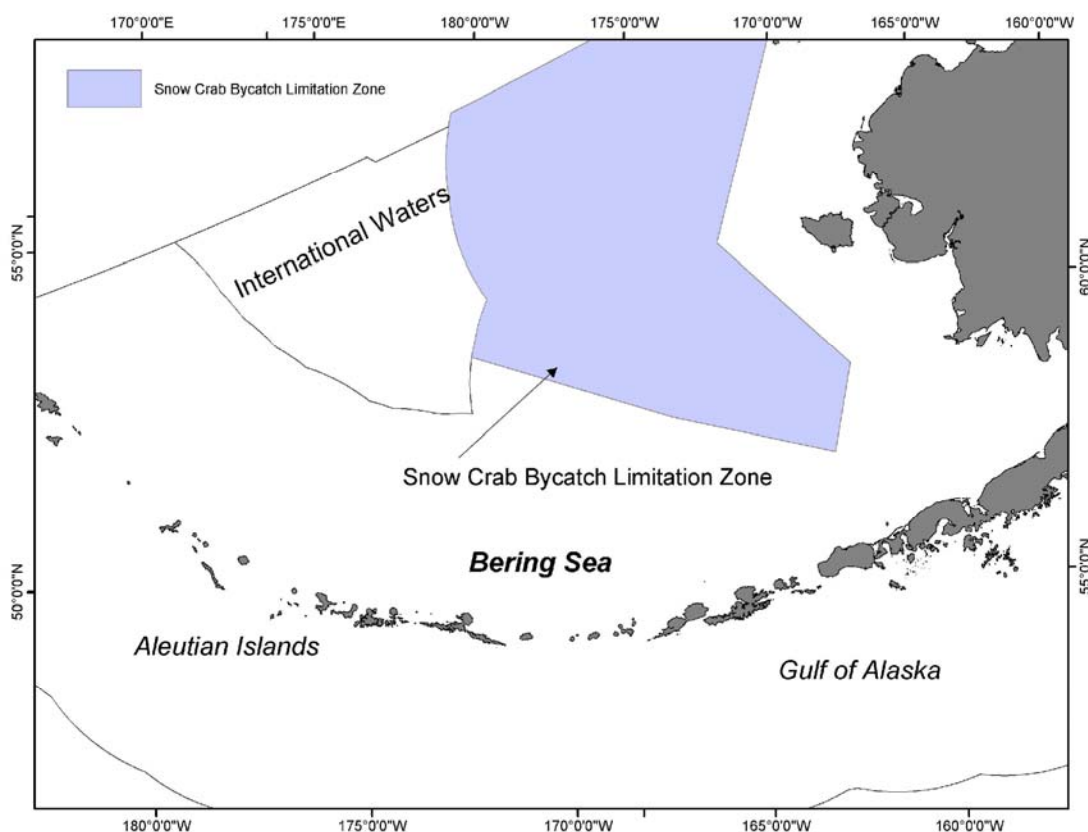 170°0'0"E 175°0'0"E 180°0'0"W 175°0'0"W 170°0'0"W 165°0'0"W 160°0'0"W
Snow Crab Bycatch Limitation Zone
International Waters
55°0'0"N
60°0'0"N
Snow Crab Bycatch Limitation Zone
Bering Sea
50°0'0"N
55°0'0"N
Aleutian Islands
Gulf of Alaska
180°0'0"W 175°0'0"W 170°0'0"W 165°0'0"W 160°0'0"W